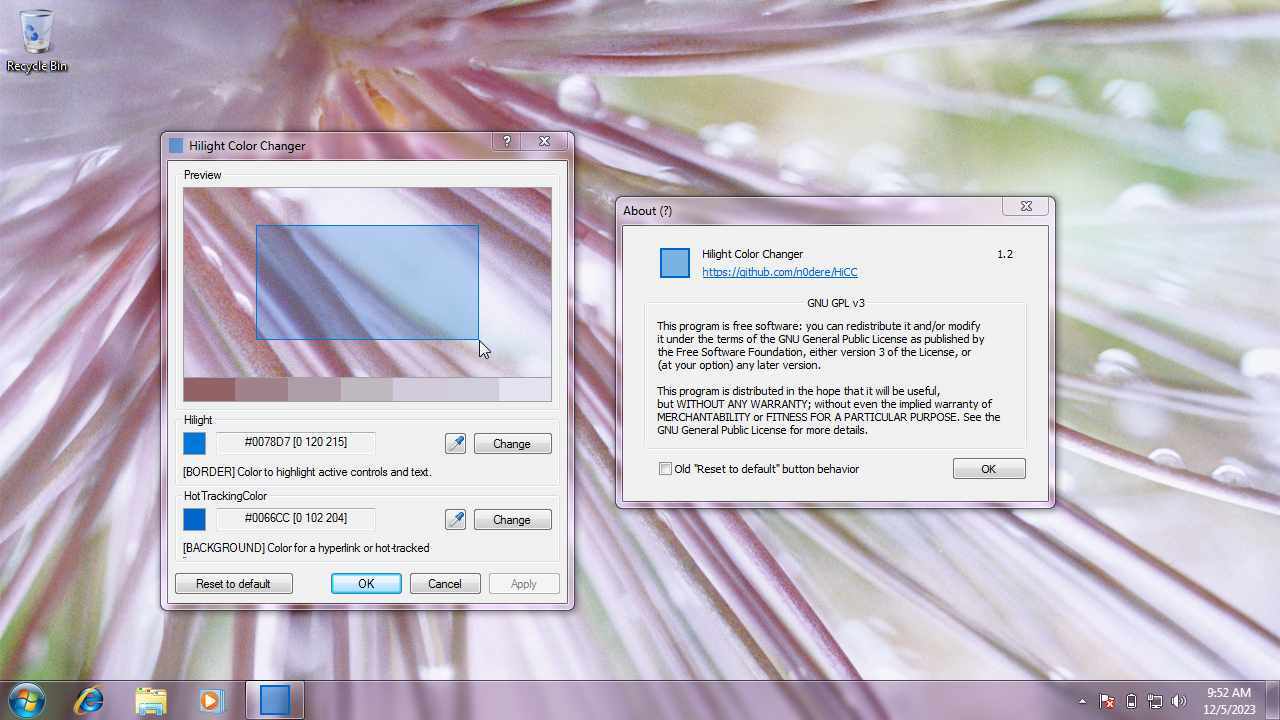 Recycle Bin
Hilight Color Changer
?
Preview
Hilight
#0078D7 [0 120 215]
Change
[BORDER] Color to highlight active controls and text.
HotTrackingColor
#0066CC [0 102 204]
Change
[BACKGROUND] Color for a hyperlink or hot-tracked
Reset to default
OK
Cancel
Apply
About (?)
Hilight Color Changer
1.2
https://github.com/n0dere/HiCC
GNU GPL v3
This program is free software: you can redistribute it and/or modify
it under the terms of the GNU General Public License as published by
the Free Software Foundation, either version 3 of the License, or
(at your option) any later version.
This program is distributed in the hope that it will be useful,
but WITHOUT ANY WARRANTY; without even the implied warranty of
MERCHANTABILITY or FITNESS FOR A PARTICULAR PURPOSE. See the
GNU General Public License for more details.
Old "Reset to default" button behavior
OK
9:52 AM
12/5/2023